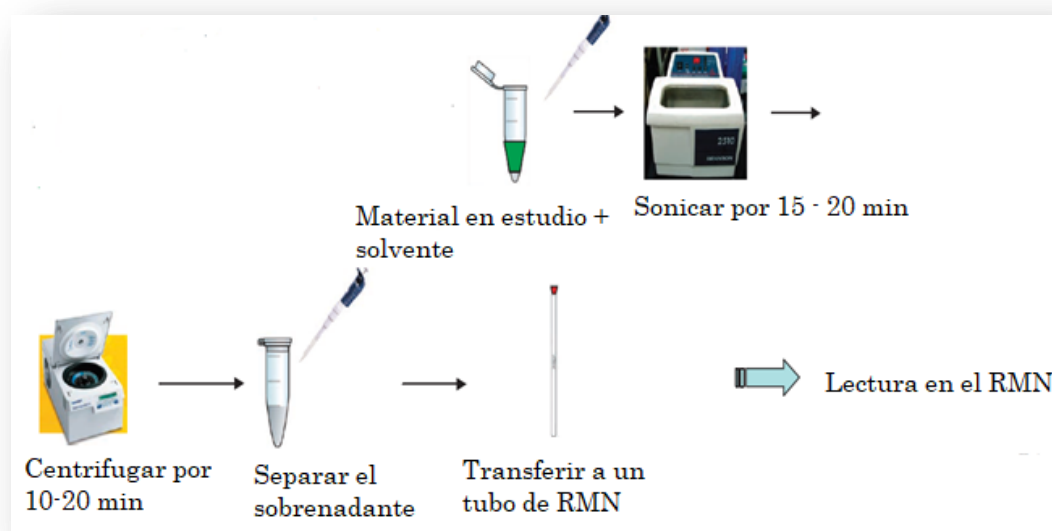 Material en estudio +
solvente
Sonicar por 15 - 20 min
2510
Centrifugar por
10-20 min
Separar el
sobrenadante
Transferir a un
tubo de RMN
Lectura en el RMN